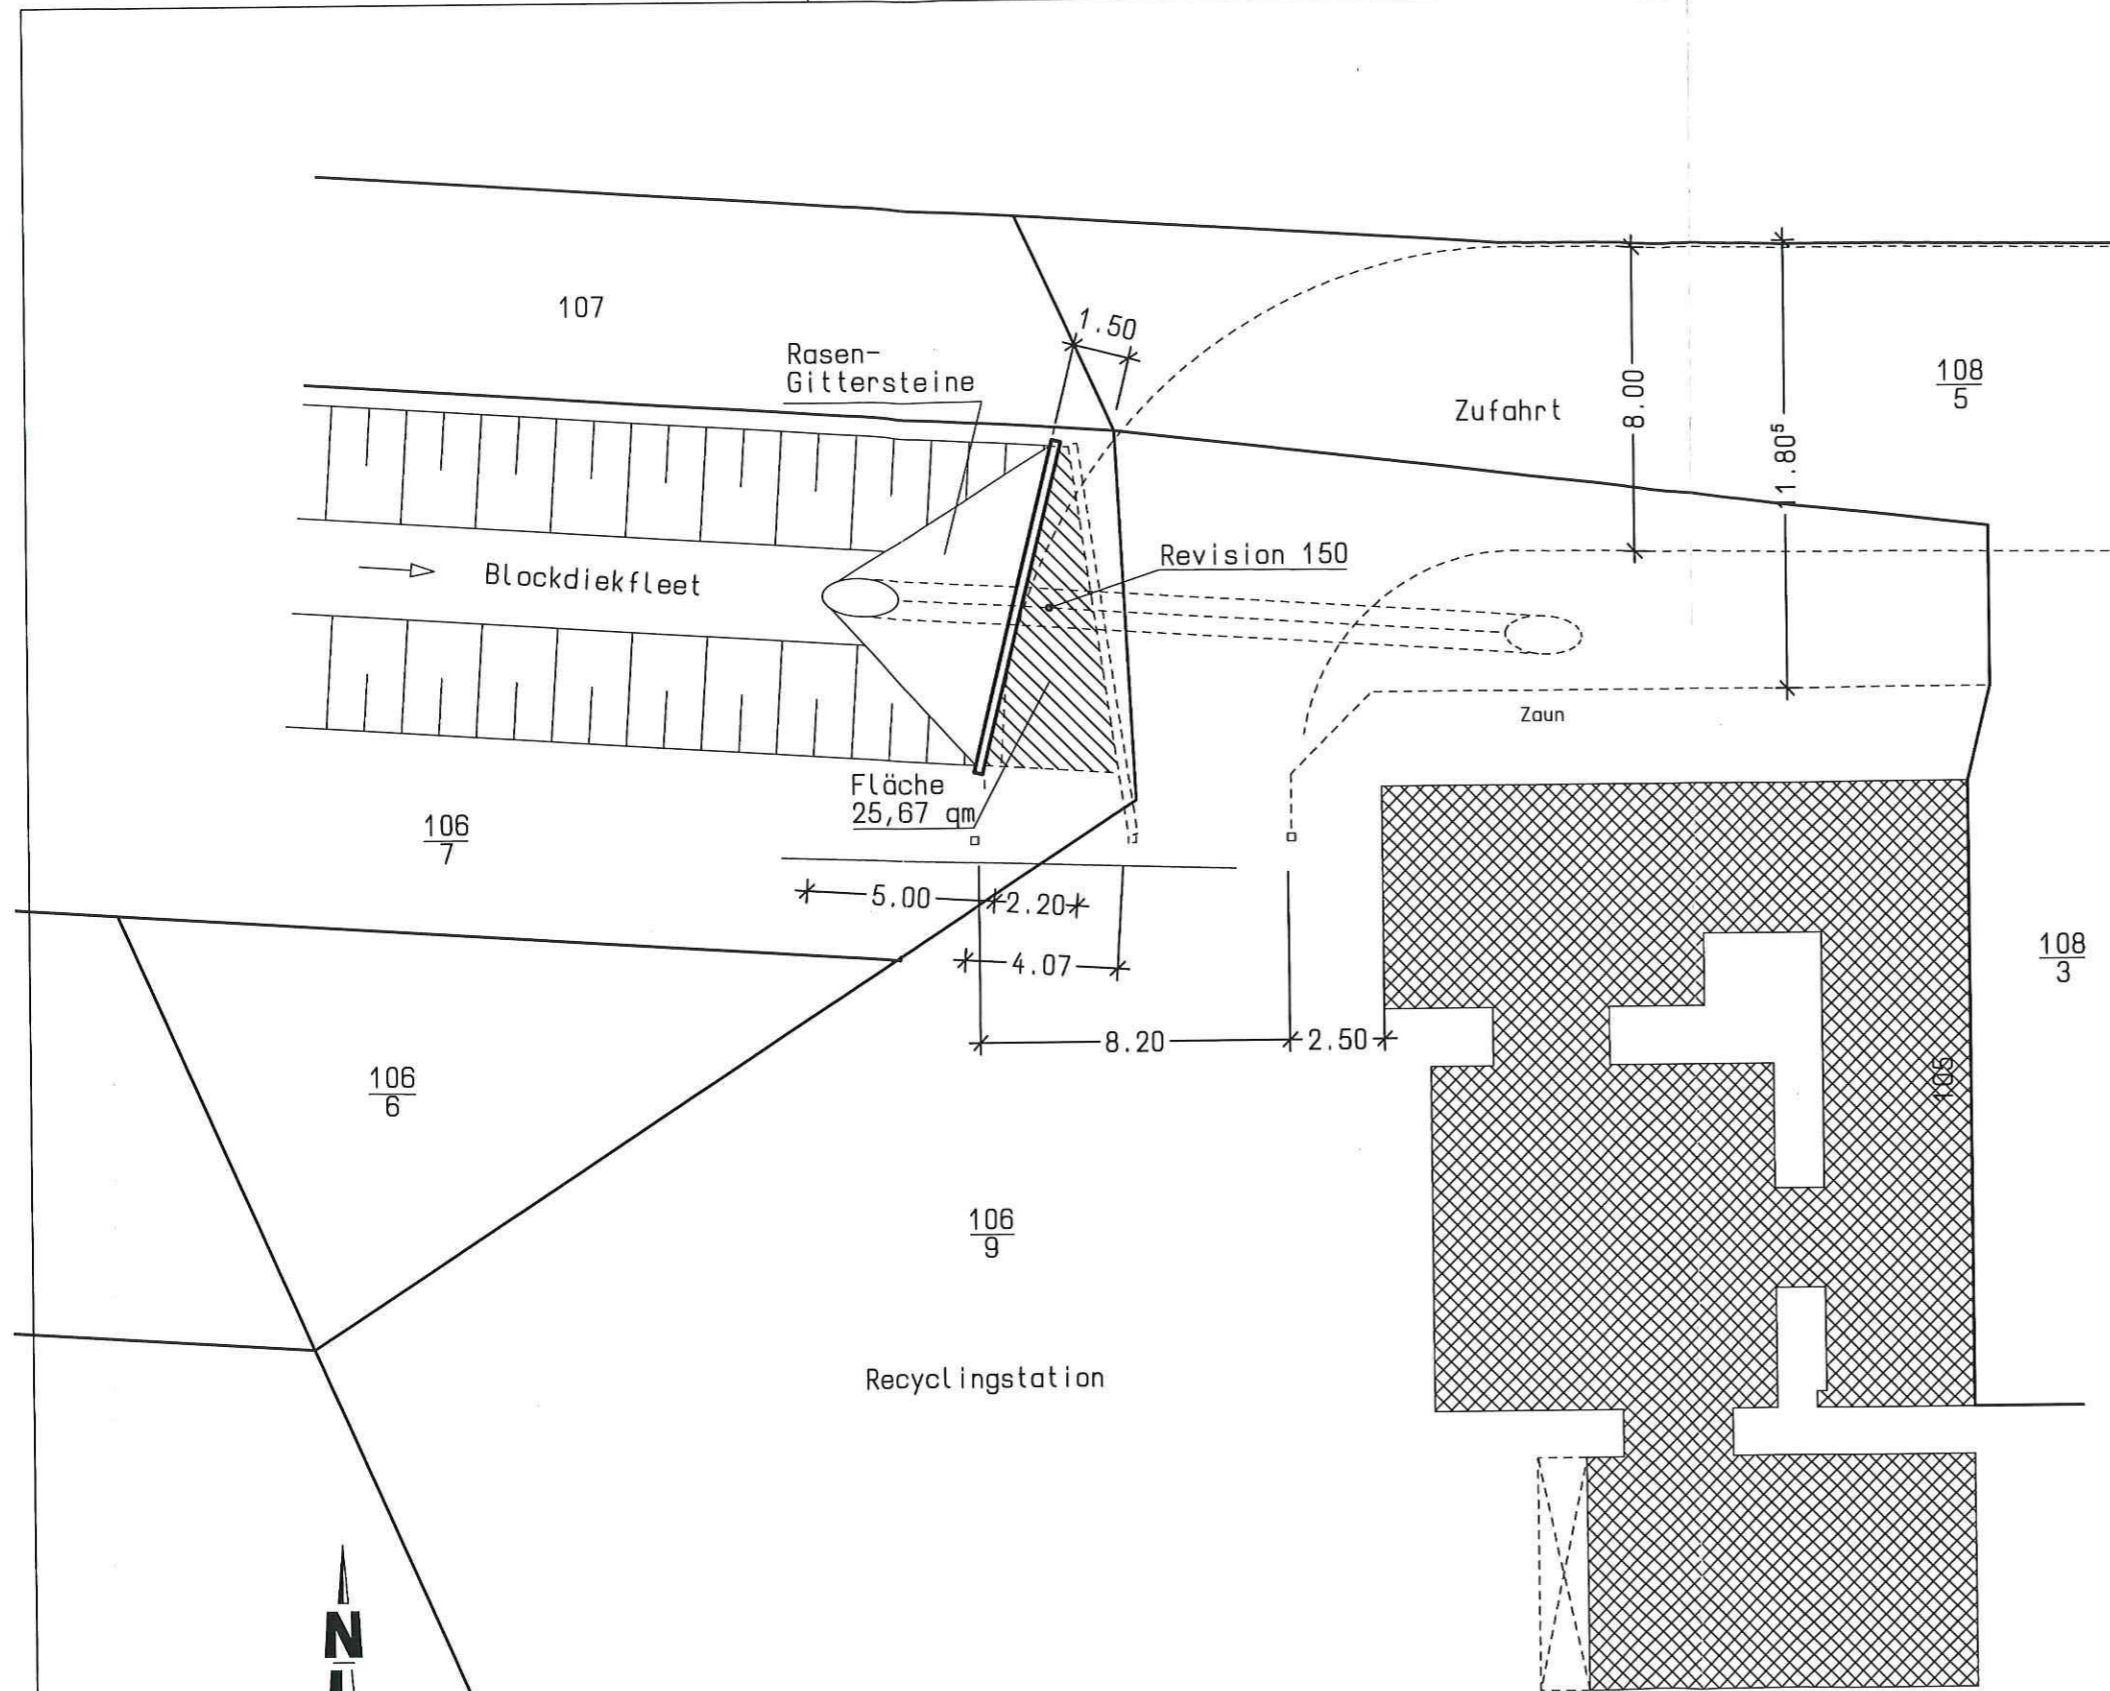 107
1.50
Rasen-
Gittersteine
108
5
8.00
11.80⁵
Zufahrt
Revision 150
Blockdiekfleet
Zaun
Fläche
25,67 qm
106
7
5.00
2.20
4.07
8.20
2.50
108
3
105
106
6
106
9
Recyclingstation
N